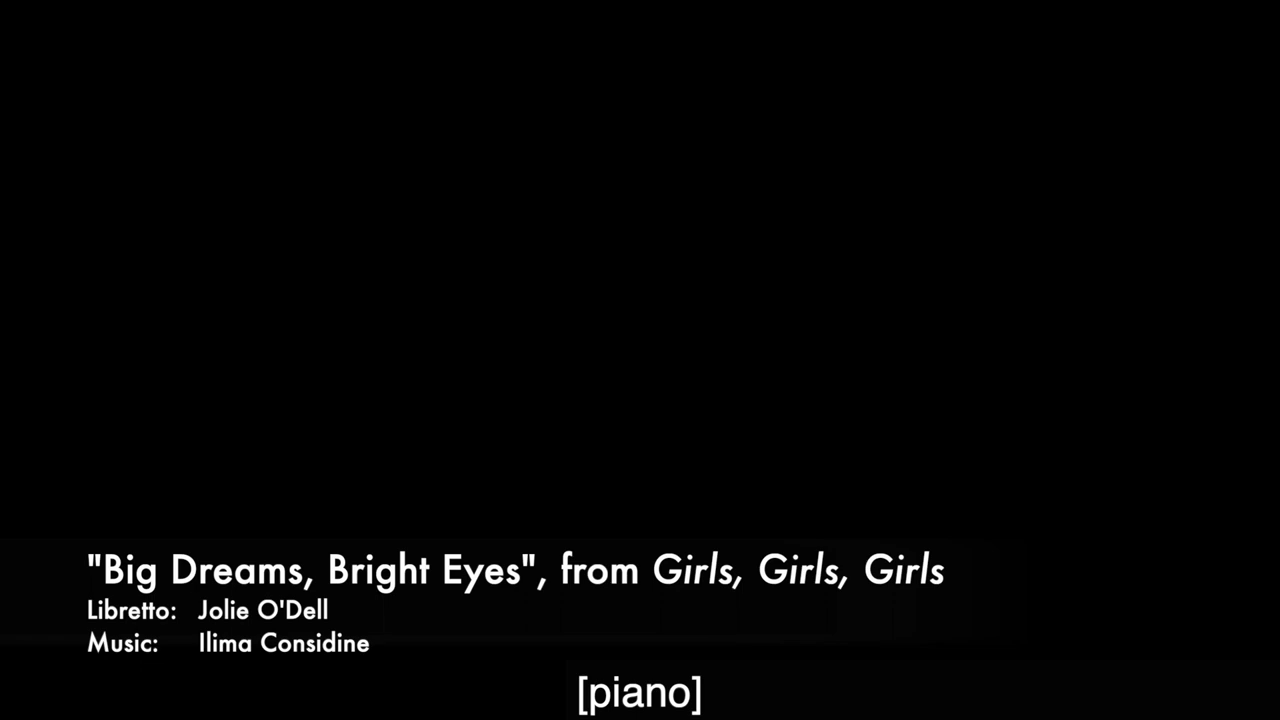 "Big Dreams, Bright Eyes", from Girls, Girls, Girls
Libretto: Jolie O'Dell
Music: Ilima Considine
[piano]